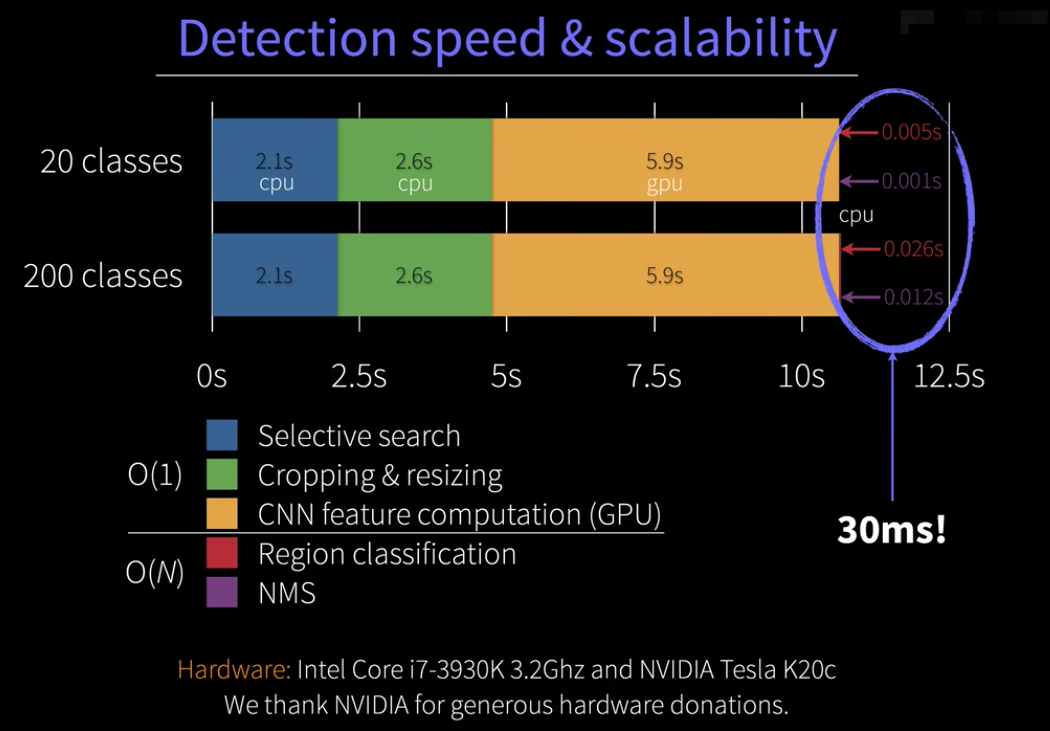 Detection speed & scalability
20 classes
2.1s
cpu
2.6s
cpu
5.9s
gpu
0.005s
0.001s
cpu
200 classes
2.1s
2.6s
5.9s
0.026s
0.012s
0s 2.5s 5s 7.5s 10s 12.5s
O(1)
Selective search
Cropping & resizing
CNN feature computation (GPU)
30ms!
O(N)
Region classification
NMS
Hardware: Intel Core i7-3930K 3.2Ghz and NVIDIA Tesla K20c
We thank NVIDIA for generous hardware donations.